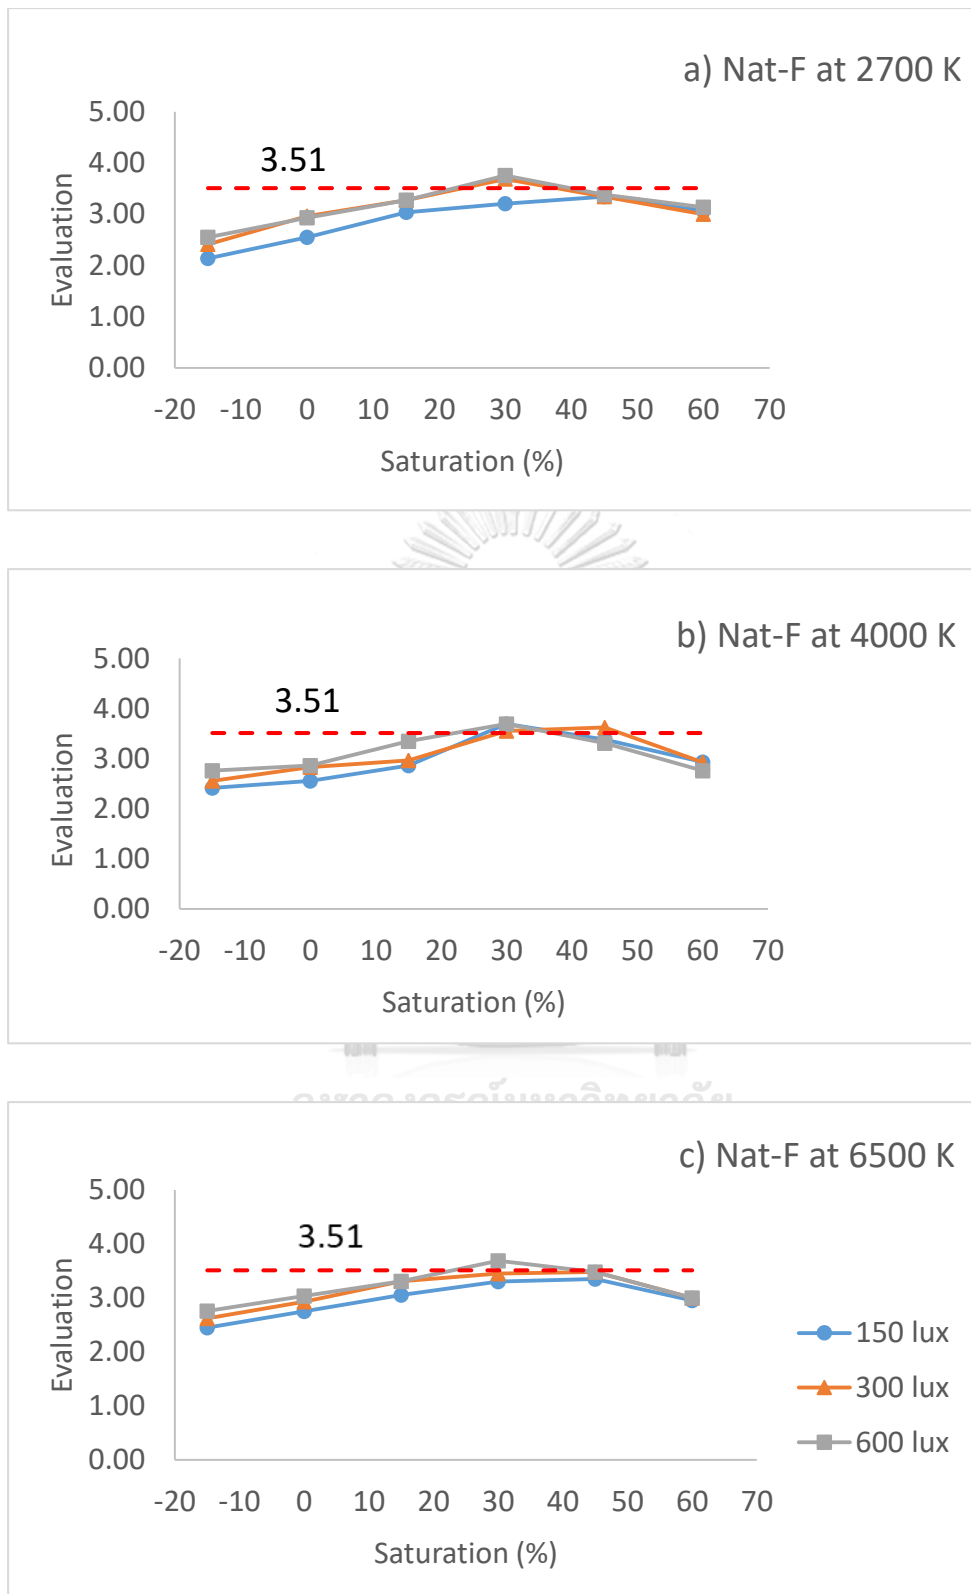 a) Nat-F at 2700 K
5.00
4.00
3.00
2.00
1.00
0.00
Evaluation
3.51
-20 -10 0 10 20 30 40 50 60 70
Saturation (%)
b) Nat-F at 4000 K
5.00
4.00
3.00
2.00
1.00
0.00
Evaluation
3.51
-20 -10 0 10 20 30 40 50 60 70
Saturation (%)
c) Nat-F at 6500 K
5.00
4.00
3.00
2.00
1.00
0.00
Evaluation
3.51
-20 -10 0 10 20 30 40 50 60 70
Saturation (%)
150 lux
300 lux
600 lux